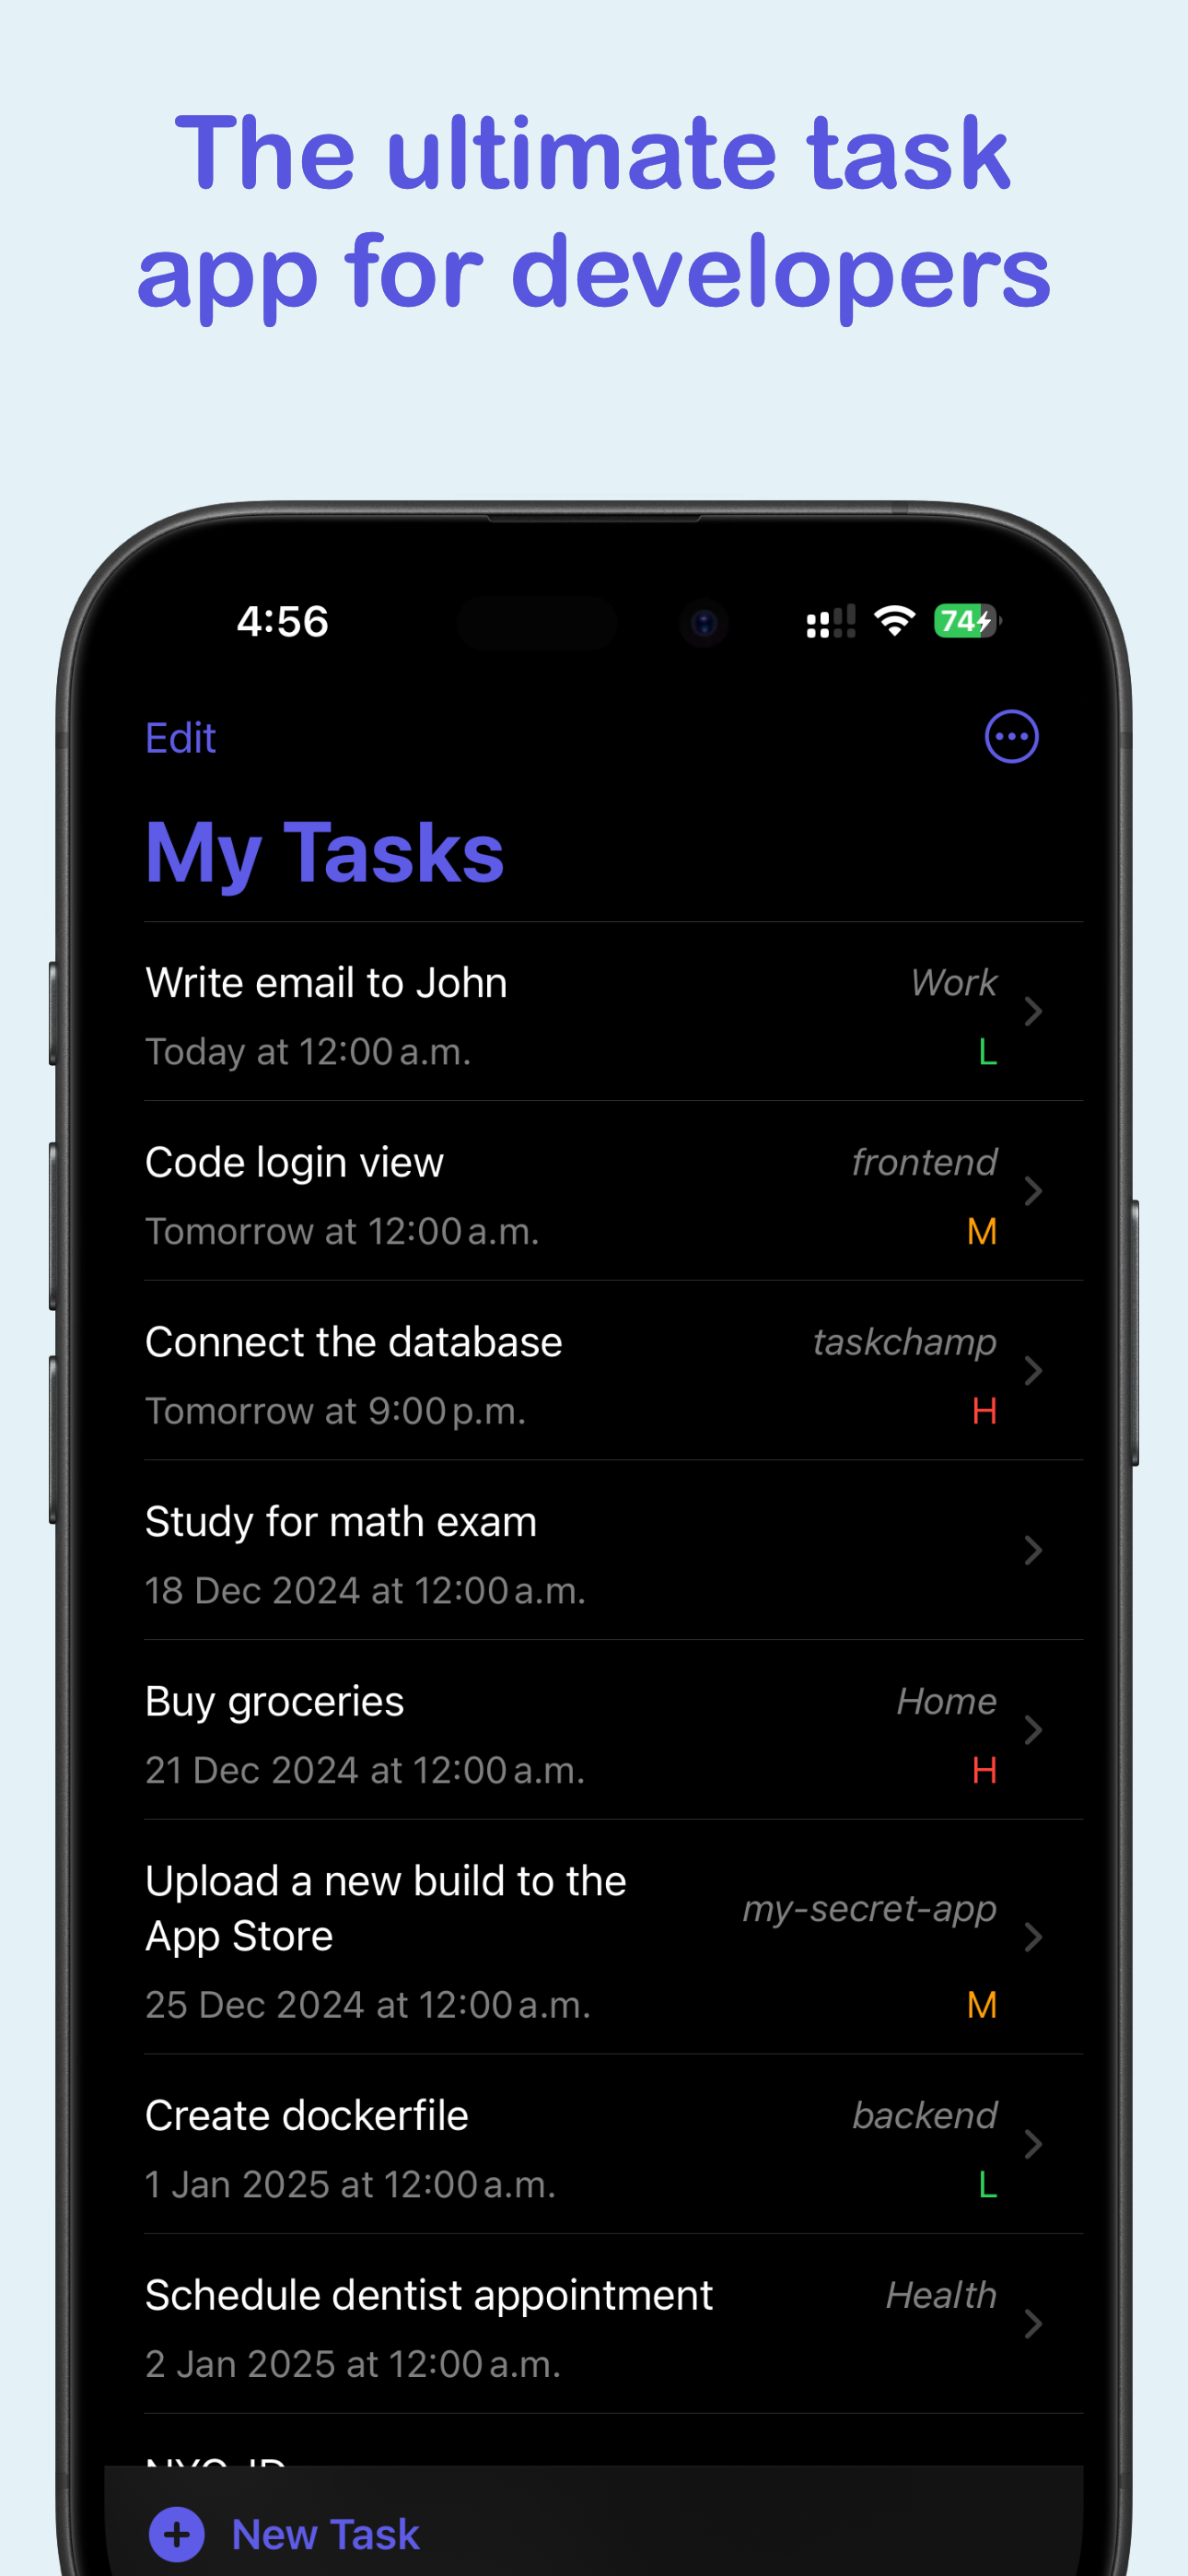 The ultimate task
app for developers
4:56
74
Edit
My Tasks
Write email to John
Work
Today at 12:00 a.m.
L
Code login view
frontend
Tomorrow at 12:00 a.m.
M
Connect the database
taskchamp
Tomorrow at 9:00 p.m.
H
Study for math exam
18 Dec 2024 at 12:00 a.m.
Buy groceries
Home
21 Dec 2024 at 12:00 a.m.
H
Upload a new build to the
App Store
my-secret-app
25 Dec 2024 at 12:00 a.m.
M
Create dockerfile
backend
1 Jan 2025 at 12:00 a.m.
L
Schedule dentist appointment
Health
2 Jan 2025 at 12:00 a.m.
New Task